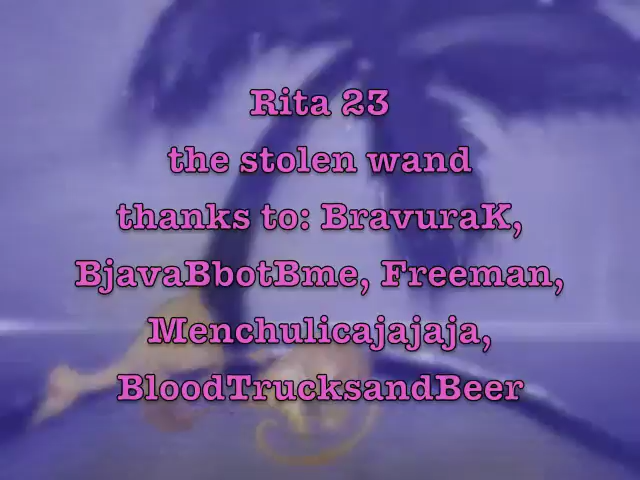 Rita 23
the stolen wand
thanks to: BravuraK,
BjavaBbotBme, Freeman,
Menchulicajajaja,
BloodTrucksandBeer